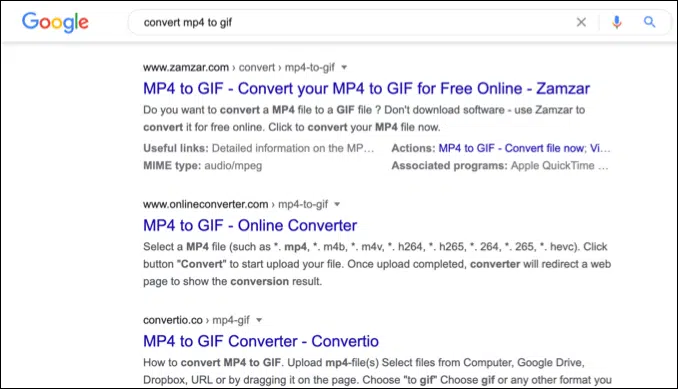 Google
convert mp4 to gif
www.zamzar.com › convert › mp4-to-gif
MP4 to GIF - Convert your MP4 to GIF for Free Online - Zamzar
Do you want to convert a MP4 file to a GIF file ? Don't download software - use Zamzar to
convert it for free online. Click to convert your MP4 file now.
Useful links: Detailed information on the MP... Actions: MP4 to GIF - Convert file now; Vi...
MIME type: audio/mpeg Associated programs: Apple QuickTime ...
www.onlineconverter.com › mp4-to-gif
MP4 to GIF - Online Converter
Select a MP4 file (such as *. mp4, *. m4b, *. m4v, *. h264, *. h265, *. 264, *. 265, *. hevc). Click
button "Convert" to start upload your file. Once upload completed, converter will redirect a web
page to show the conversion result.
convertio.co › mp4-gif
MP4 to GIF Converter - Convertio
How to convert MP4 to GIF. Upload mp4-file(s) Select files from Computer, Google Drive,
Dropbox, URL or by dragging it on the page. Choose "to gif" Choose gif or any other format you